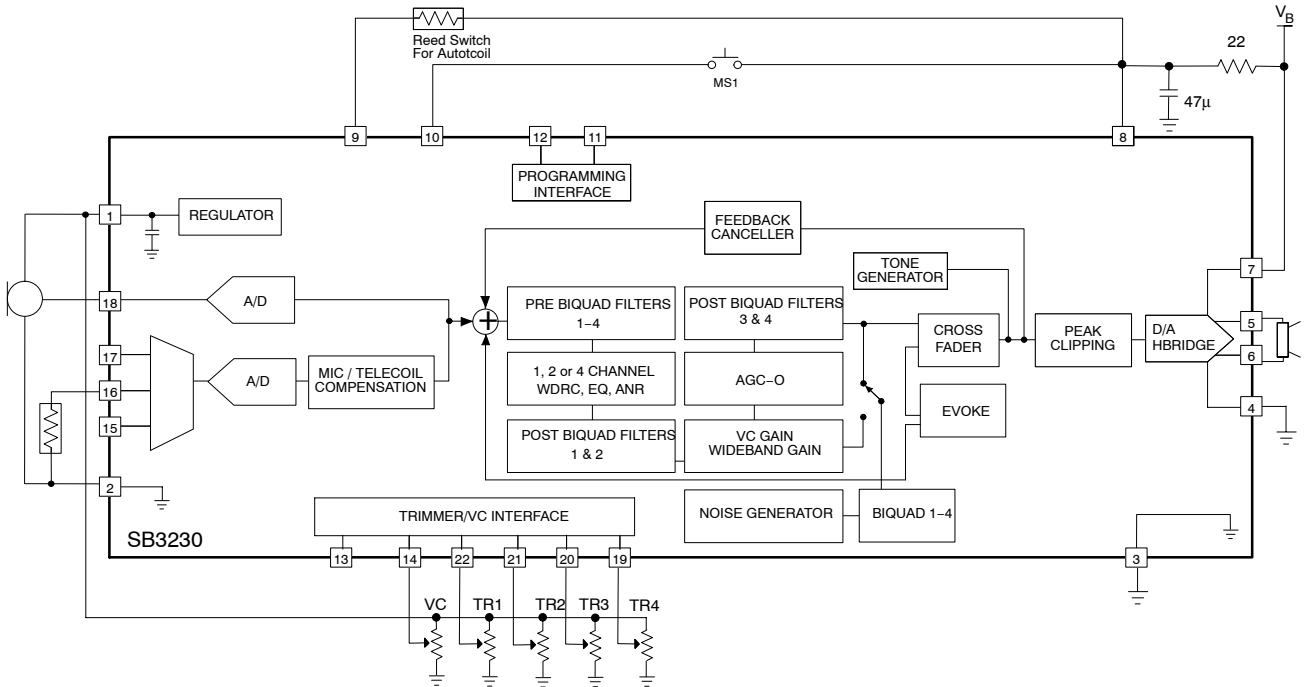 V_B
Reed Switch
For Autotcoil
22
MS1
47μ
9
10
12
11
8
PROGRAMMING
INTERFACE
1
REGULATOR
FEEDBACK
CANCELLER
TONE
GENERATOR
7
18
A/D
+
PRE BIQUAD FILTERS
1−4
POST BIQUAD FILTERS
3 & 4
CROSS
FADER
PEAK
CLIPPING
D/A
HBRIDGE
5
6
17
16
15
A/D
MIC / TELECOIL
COMPENSATION
1, 2 or 4 CHANNEL
WDRC, EQ, ANR
AGC−O
EVOKE
4
POST BIQUAD FILTERS
1 & 2
VC GAIN
WIDEBAND GAIN
2
NOISE GENERATOR
BIQUAD 1−4
TRIMMER/VC INTERFACE
SB3230
13
14
22
21
20
19
3
VC
TR1
TR2
TR3
TR4